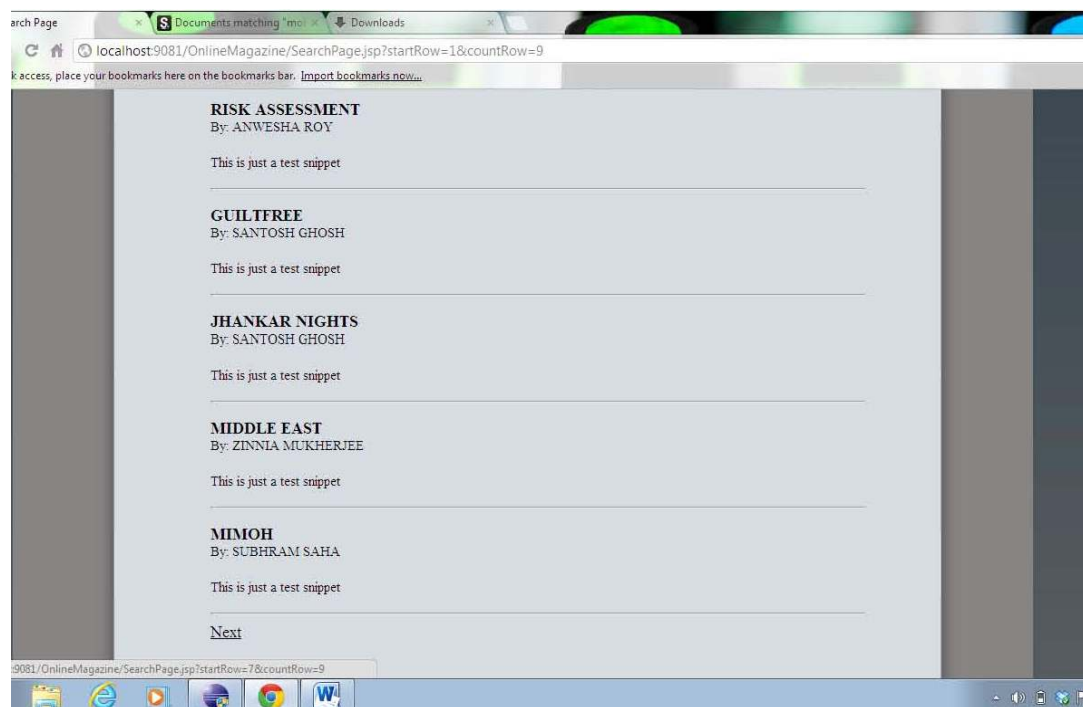 arch Page
Documents matching "moi
Downloads
localhost:9081/OnlineMagazine/SearchPage.jsp?startRow=1&countRow=9
k access, place your bookmarks here on the bookmarks bar. Import bookmarks now...
RISK ASSESSMENT
By: ANWESHA ROY
This is just a test snippet
GUILTFREE
By: SANTOSH GHOSH
This is just a test snippet
JHANKAR NIGHTS
By: SANTOSH GHOSH
This is just a test snippet
MIDDLE EAST
By: ZINNIA MUKHERJEE
This is just a test snippet
MIMOH
By: SUBHRAM SAHA
This is just a test snippet
Next
:9081/OnlineMagazine/SearchPage.jsp?startRow=7&countRow=9